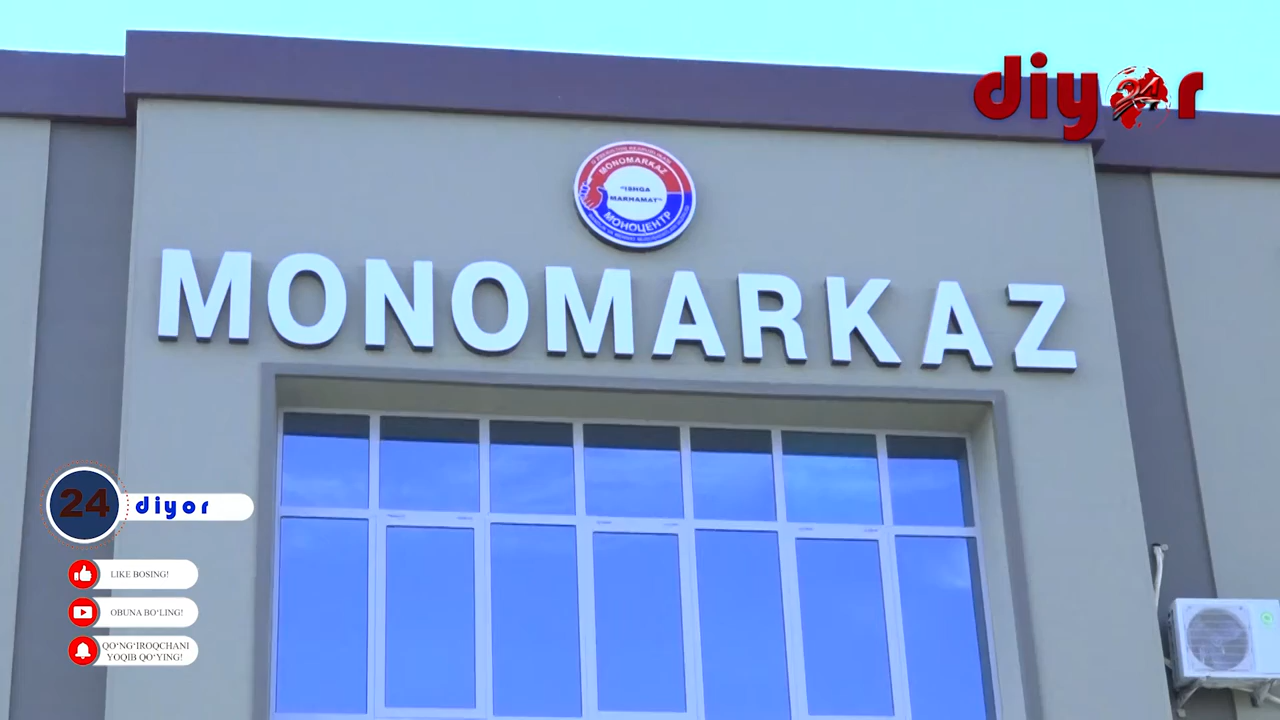 diyor
24
MONOMARKAZ
"ISHGA
MARHAMAT"
МОНОЦЕНТР
MONOMARKAZ
24
diyor
LIKE BOSING!
OBUNA BO'LING!
QO'NG'IROQCHANI
YOQIB QO'YING!